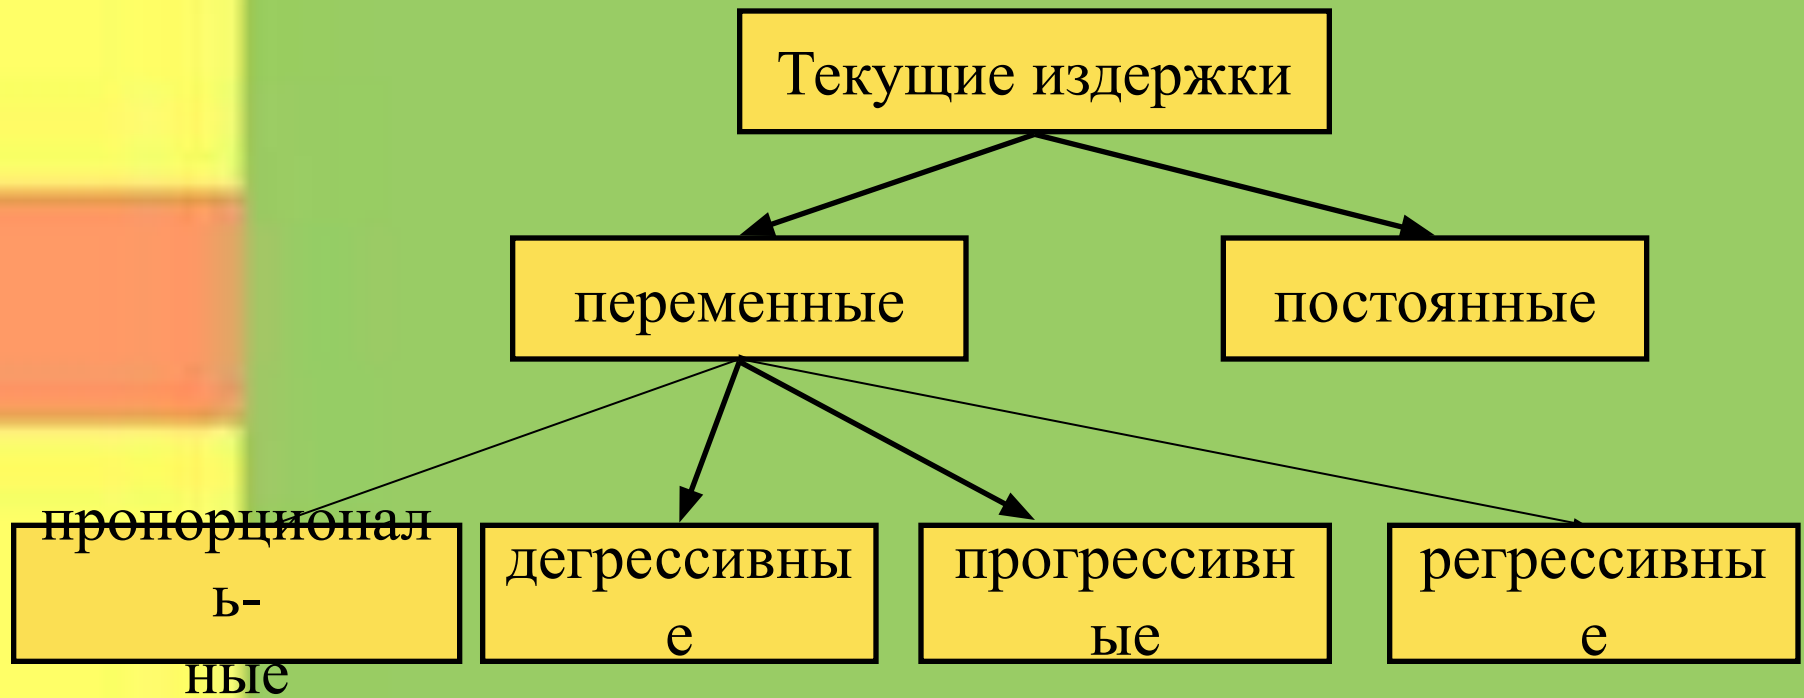 Текущие издержки
переменные
постоянные
пропорционал
ь-
ные
дегрессивны
е
прогрессивн
ые
регрессивны
е